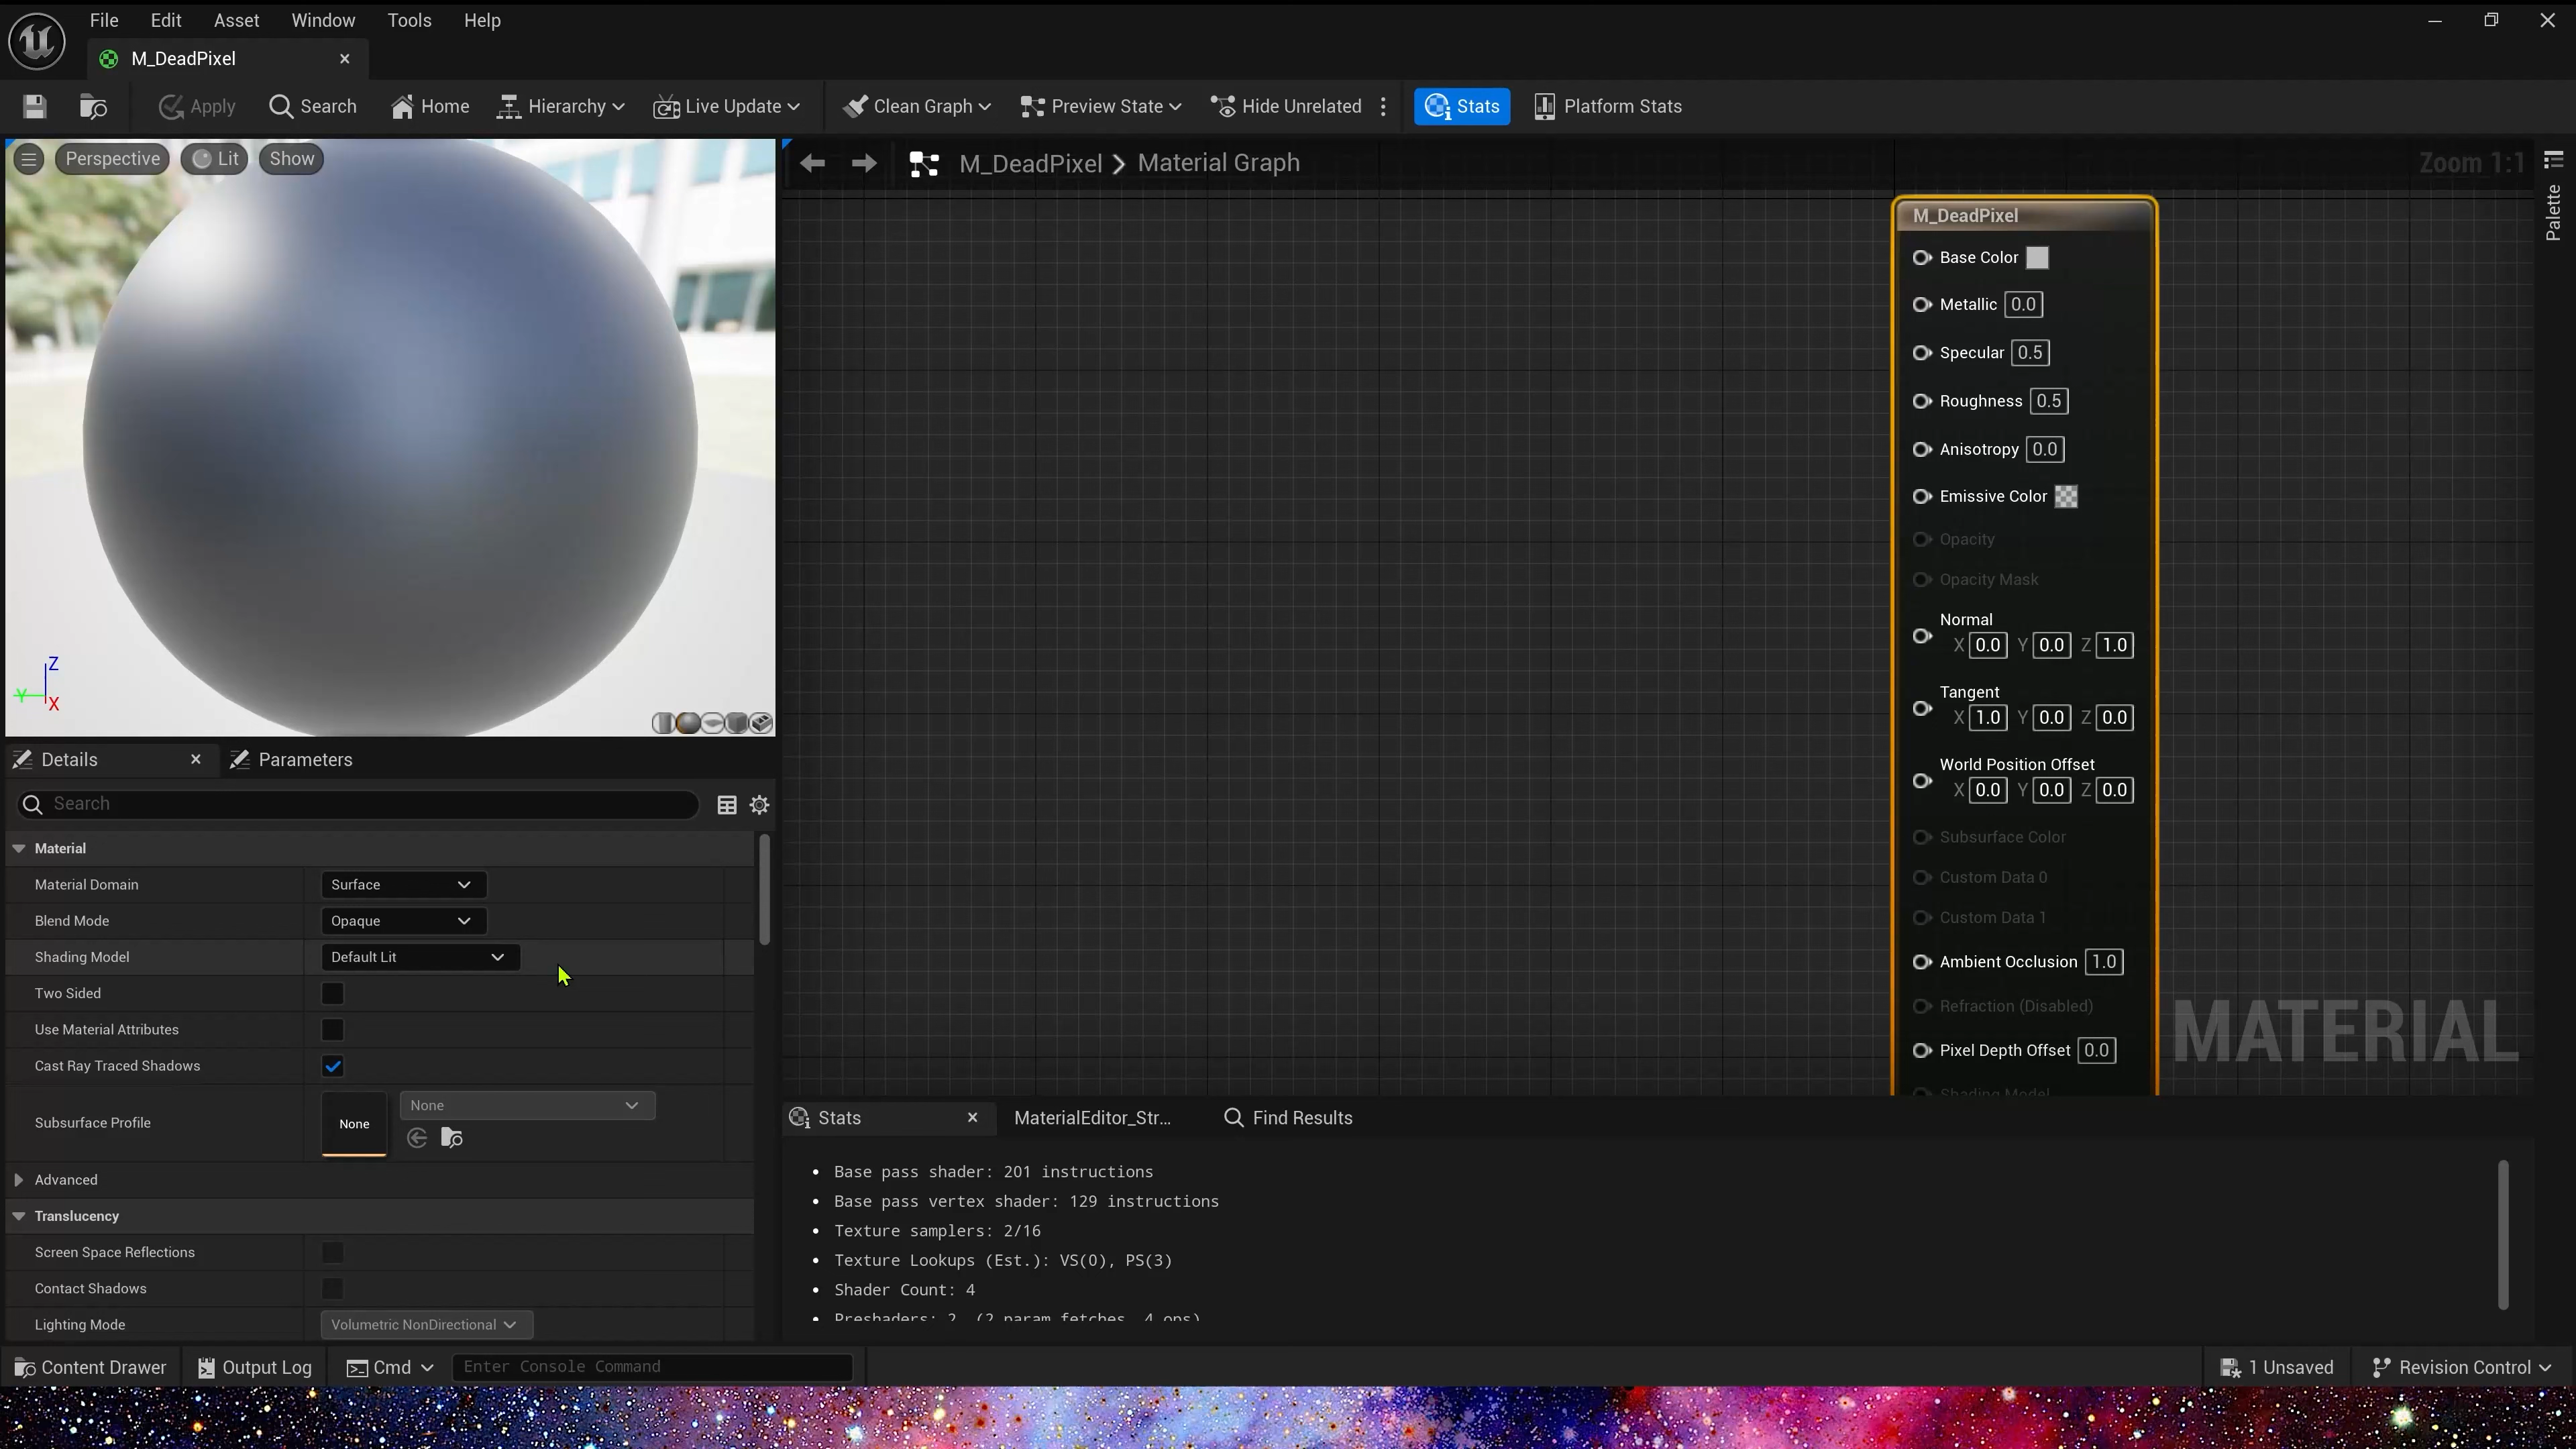 File Edit Asset Window Tools Help
M_DeadPixel
Apply Search Home Hierarchy Live Update Clean Graph Preview State Hide Unrelated Stats Platform Stats
Perspective Lit Show
M_DeadPixel Material Graph
Zoom 1:1
Palette
M_DeadPixel
Base Color
Metallic 0.0
Specular 0.5
Roughness 0.5
Anisotropy 0.0
Emissive Color
Opacity
Opacity Mask
Normal
X 0.0 Y 0.0 Z 1.0
Tangent
X 1.0 Y 0.0 Z 0.0
World Position Offset
X 0.0 Y 0.0 Z 0.0
Subsurface Color
Custom Data 0
Custom Data 1
Ambient Occlusion 1.0
Refraction (Disabled)
Pixel Depth Offset 0.0
Shading Model
MATERIAL
Z
Y
X
Details Parameters
Search
Material
Material Domain Surface
Blend Mode Opaque
Shading Model Default Lit
Two Sided
Use Material Attributes
Cast Ray Traced Shadows
Subsurface Profile None None
Advanced
Translucency
Screen Space Reflections
Contact Shadows
Lighting Mode Volumetric NonDirectional
Stats MaterialEditor_Str... Find Results
• Base pass shader: 201 instructions
• Base pass vertex shader: 129 instructions
• Texture samplers: 2/16
• Texture Lookups (Est.): VS(0), PS(3)
• Shader Count: 4
• Preshaders: 2 (2 param fetches, 4 ops)
Content Drawer Output Log Cmd Enter Console Command 1 Unsaved Revision Control